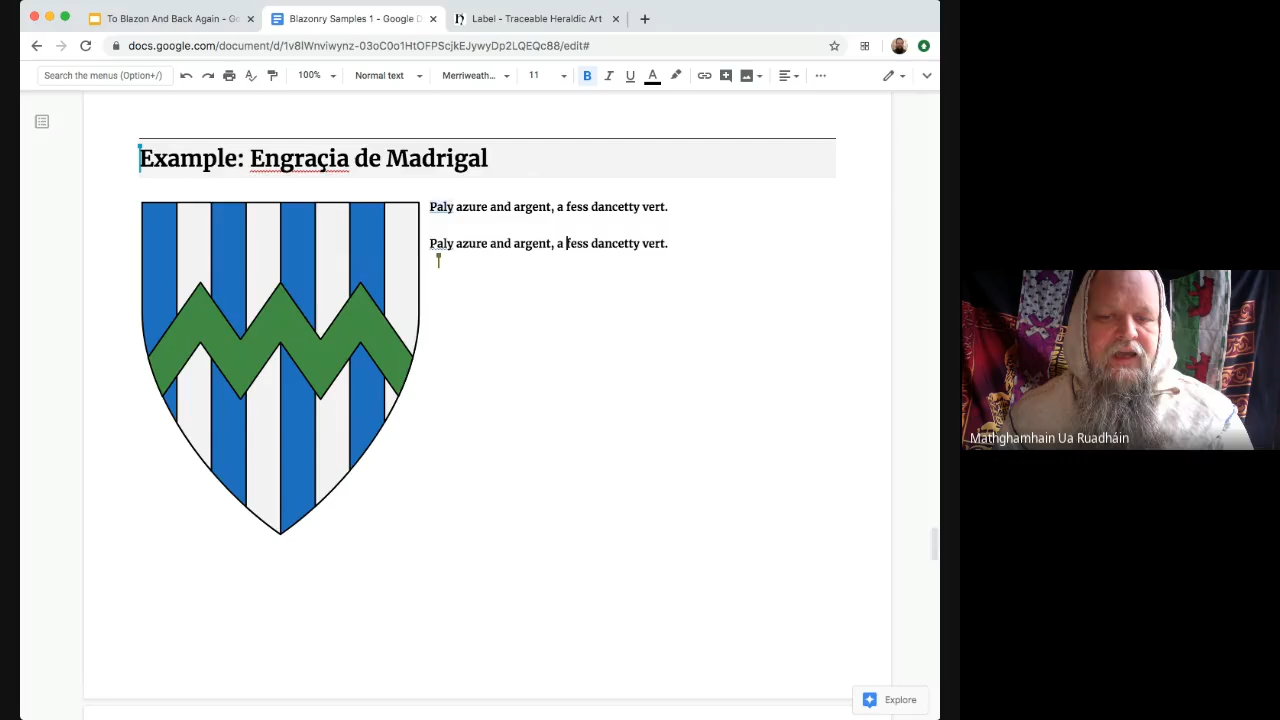 To Blazon And Back Again - Go
Blazonry Samples 1 - Google D
Label - Traceable Heraldic Art
docs.google.com/document/d/1v8lWnviwynz-03oC0o1HtOFPScjkEJywyDp2LQEQc88/edit#
Search the menus (Option+/)
100%
Normal text
Merriweath...
11
B I U A
Example: Engraçia de Madrigal
Paly azure and argent, a fess dancetty vert.
Paly azure and argent, a fess dancetty vert.
Mathghamhain Ua Ruadháin
Explore